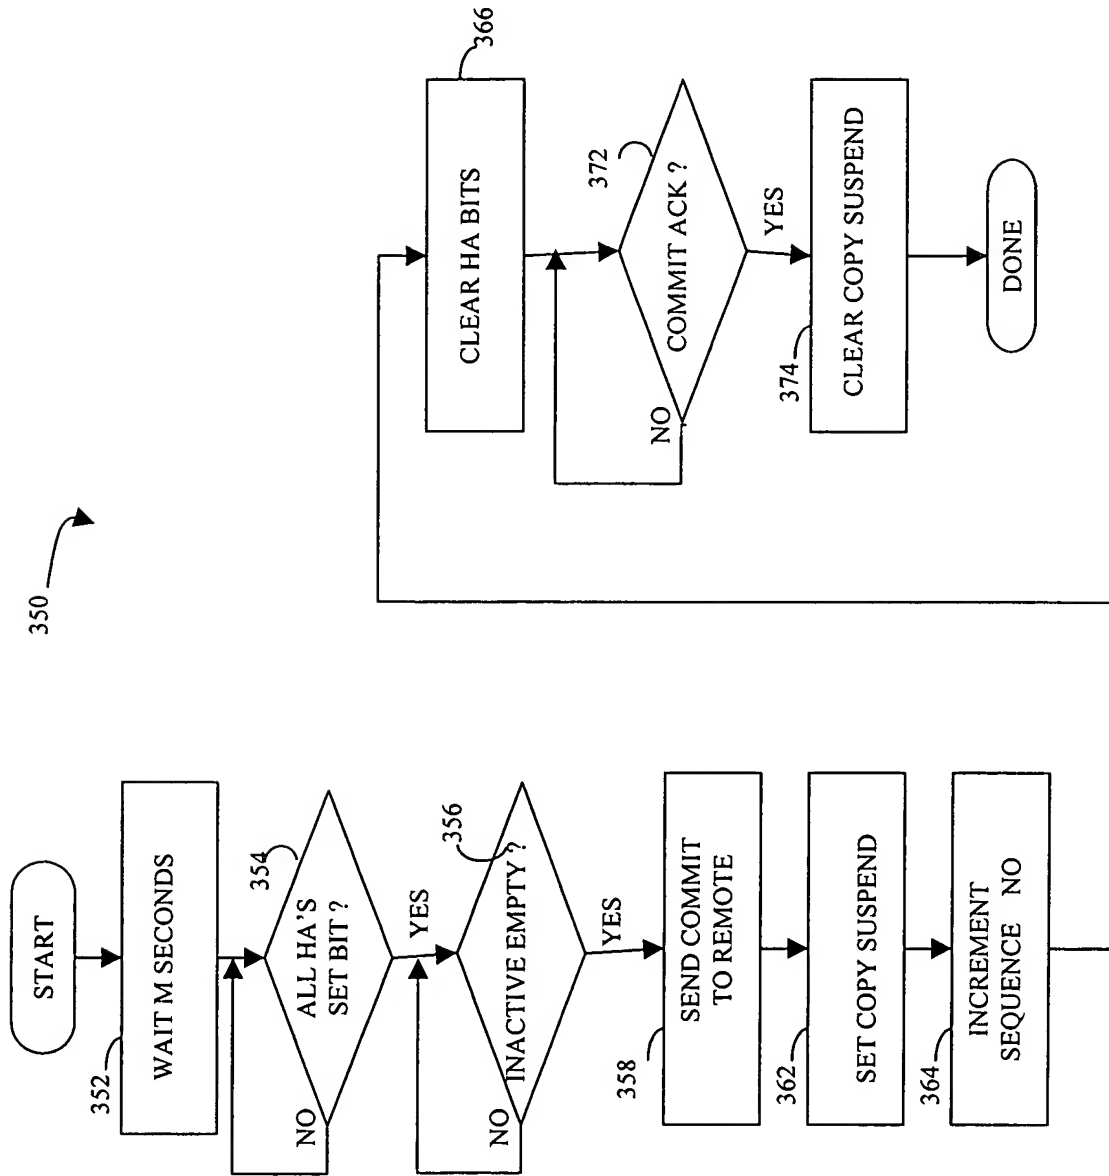 350
START
352
WAIT M SECONDS
354
ALL HA'S
SET BIT ?
NO
YES
356
INACTIVE EMPTY ?
NO
YES
358
SEND COMMIT
TO REMOTE
362
SET COPY SUSPEND
364
INCREMENT
SEQUENCE NO
366
CLEAR HA BITS
372
COMMIT ACK ?
NO
YES
374
CLEAR COPY SUSPEND
DONE